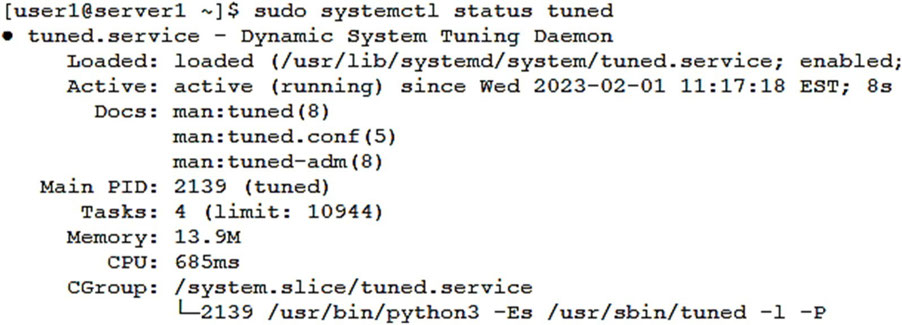 [user1@server1 ~]$ sudo systemctl status tuned
● tuned.service - Dynamic System Tuning Daemon
Loaded: loaded (/usr/lib/systemd/system/tuned.service; enabled;
Active: active (running) since Wed 2023-02-01 11:17:18 EST; 8s
Docs: man:tuned(8)
man:tuned.conf(5)
man:tuned-adm(8)
Main PID: 2139 (tuned)
Tasks: 4 (limit: 10944)
Memory: 13.9M
CPU: 685ms
CGroup: /system.slice/tuned.service
└─2139 /usr/bin/python3 -Es /usr/sbin/tuned -l -P